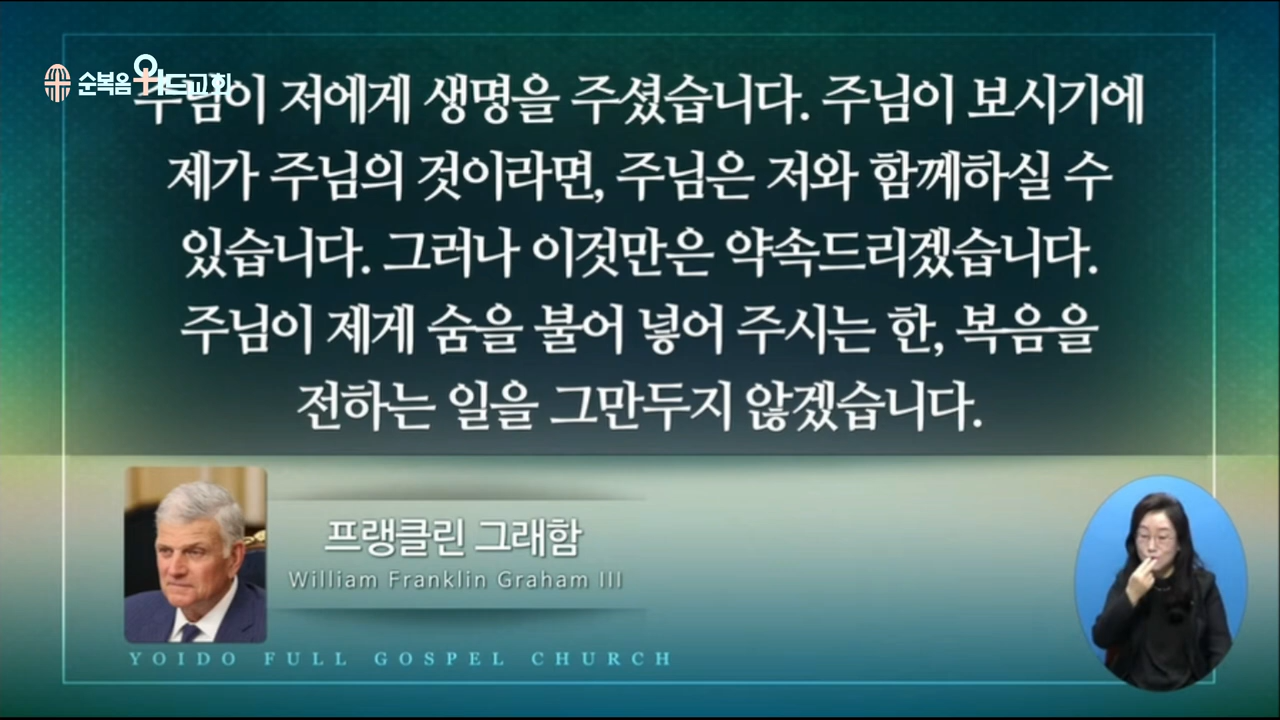 순복음위드교회
주님이 저에게 생명을 주셨습니다. 주님이 보시기에
제가 주님의 것이라면, 주님은 저와 함께하실 수
있습니다. 그러나 이것만은 약속드리겠습니다.
주님이 제게 숨을 불어 넣어 주시는 한, 복음을
전하는 일을 그만두지 않겠습니다.
프랭클린 그래함
William Franklin Graham III
YOIDO FULL GOSPEL CHURCH